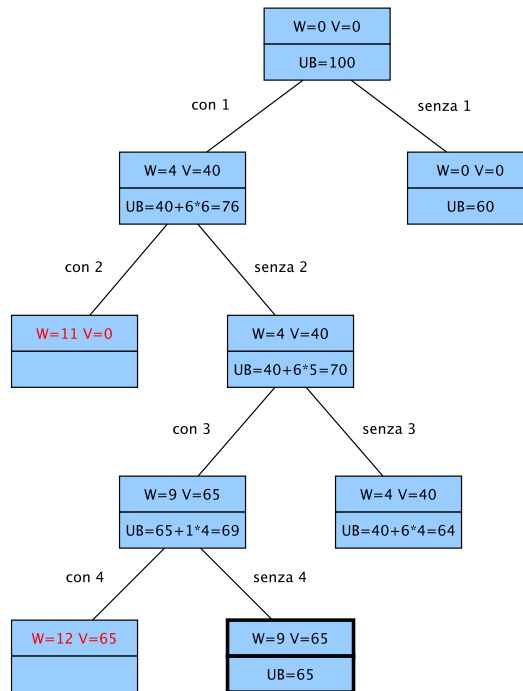 W=0 V=0
UB=100
con 1
senza 1
W=4 V=40
UB=40+6*6=76
W=0 V=0
UB=60
con 2
senza 2
W=11 V=0
W=4 V=40
UB=40+6*5=70
con 3
senza 3
W=9 V=65
UB=65+1*4=69
W=4 V=40
UB=40+6*4=64
con 4
senza 4
W=12 V=65
W=9 V=65
UB=65